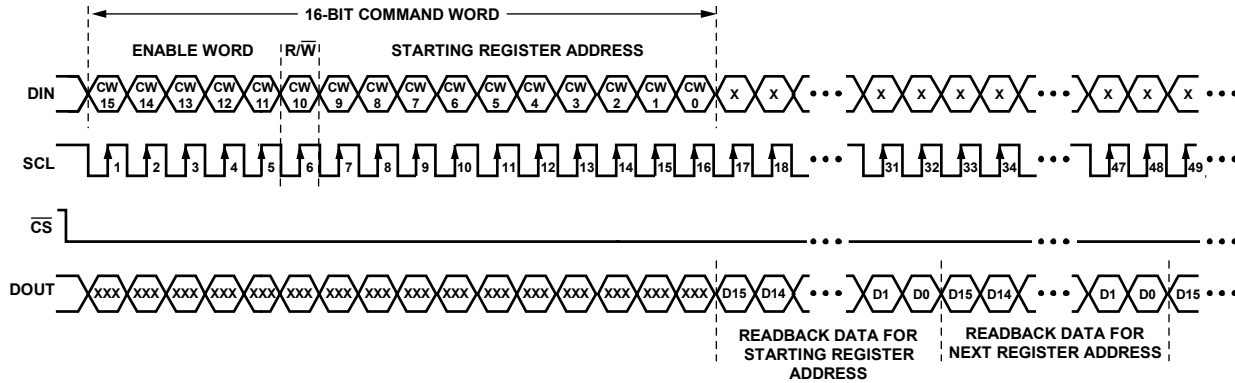 16-BIT COMMAND WORD
ENABLE WORD R/W̅ STARTING REGISTER ADDRESS
DIN CW 15 CW 14 CW 13 CW 12 CW 11 CW 10 CW 9 CW 8 CW 7 CW 6 CW 5 CW 4 CW 3 CW 2 CW 1 CW 0 X X ••• X X X X ••• X X X •••
SCL 1 2 3 4 5 6 7 8 9 10 11 12 13 14 15 16 17 18 ••• 31 32 33 34 ••• 47 48 49 •••
C̅S̅ ••• ••• •••
DOUT XXX XXX XXX XXX XXX XXX XXX XXX XXX XXX XXX XXX XXX XXX XXX XXX D15 D14 ••• D1 D0 D15 D14 ••• D1 D0 D15 •••
READBACK DATA FOR
STARTING REGISTER
ADDRESS
READBACK DATA FOR
NEXT REGISTER ADDRESS